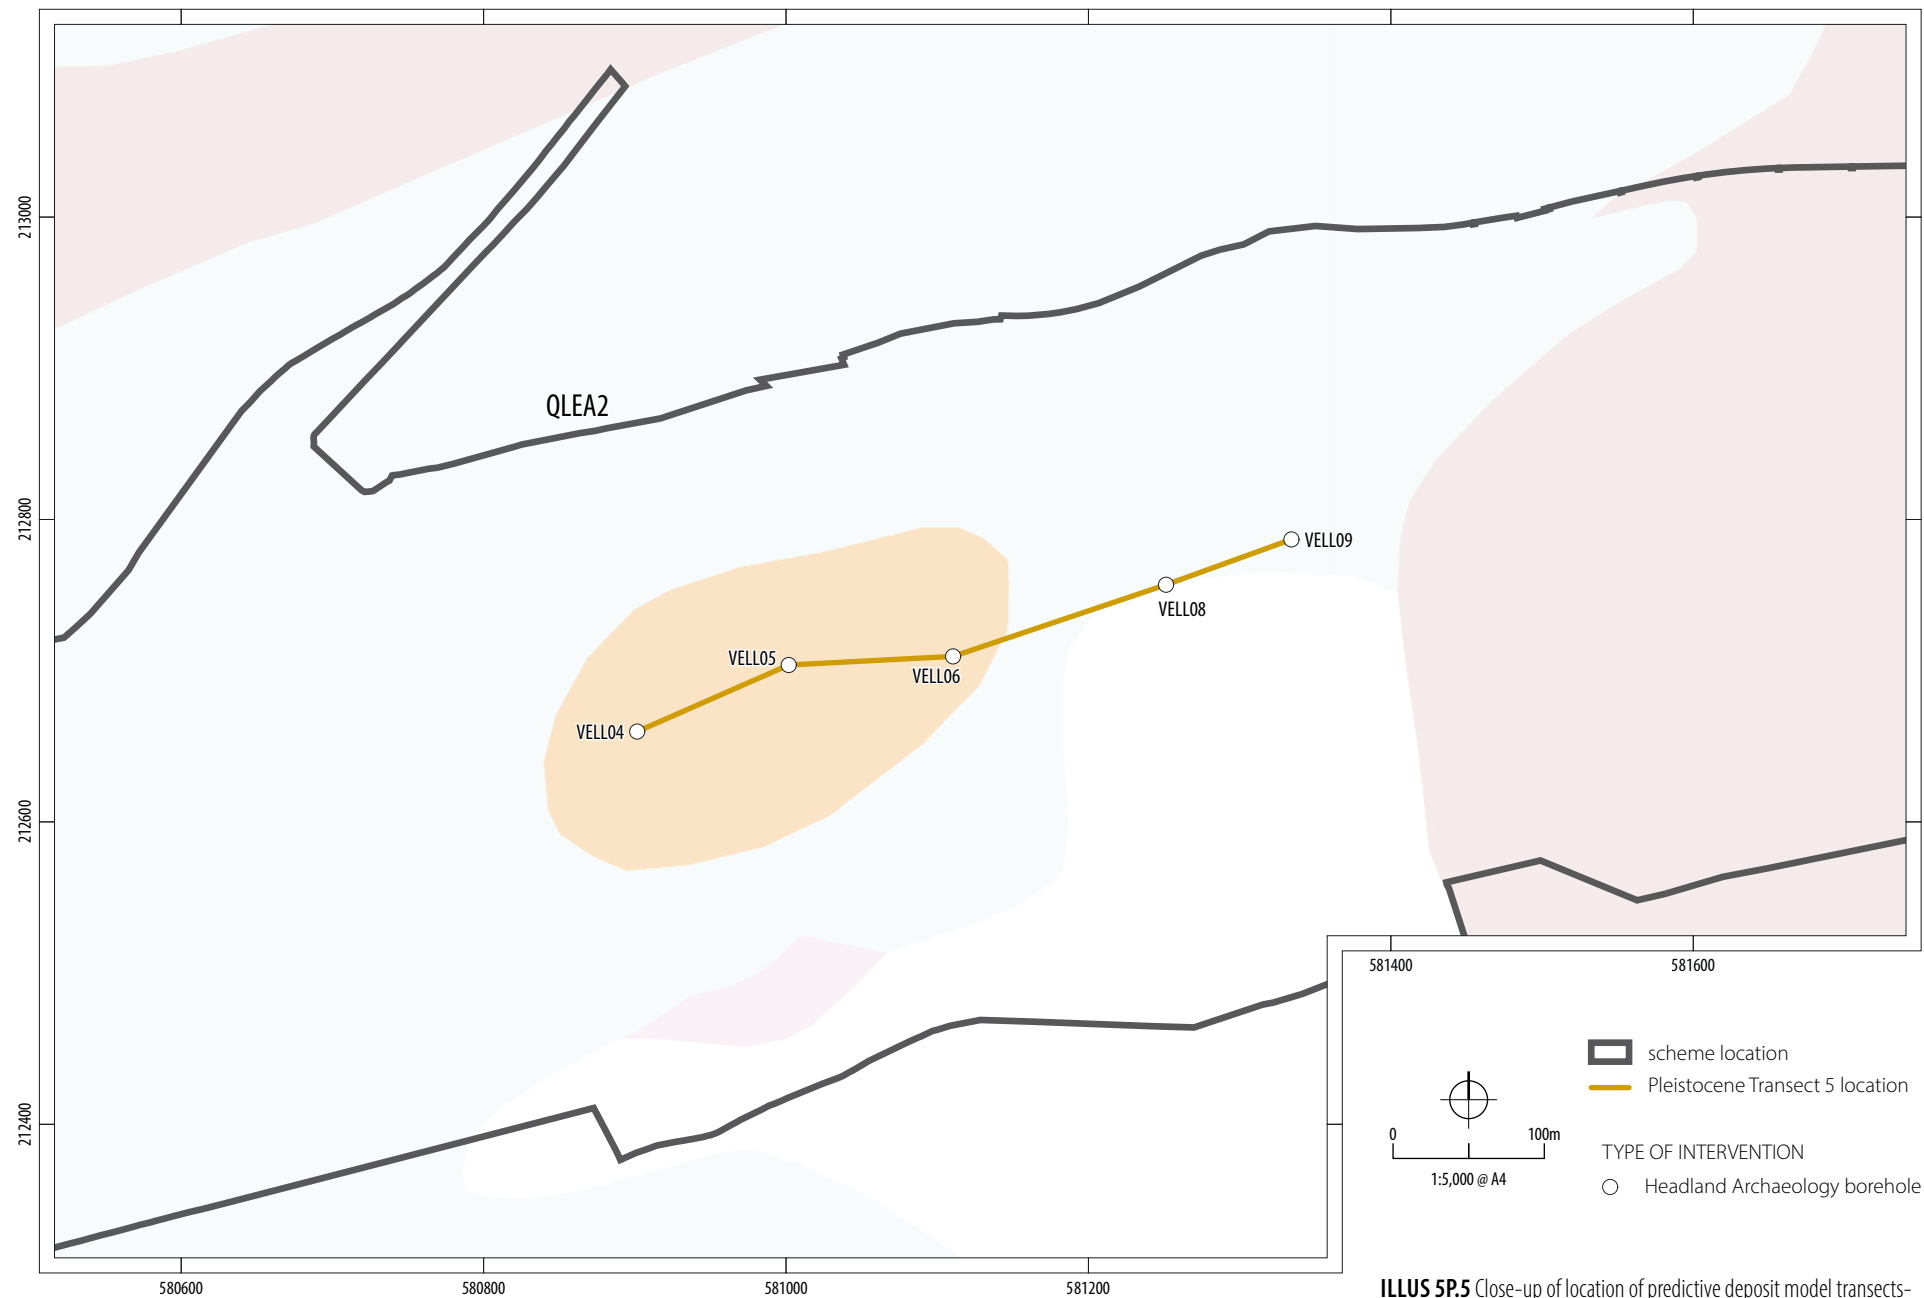 213000
212800
212600
212400
QLEA2
VELL09
VELL08
VELL05
VELL06
VELL04
581400
581600
580600
580800
581000
581200
scheme location
Pleistocene Transect 5 location
0 100m
1:5,000 @ A4
TYPE OF INTERVENTION
Headland Archaeology borehole
ILLUS 5P.5 Close-up of location of predictive deposit model transects-